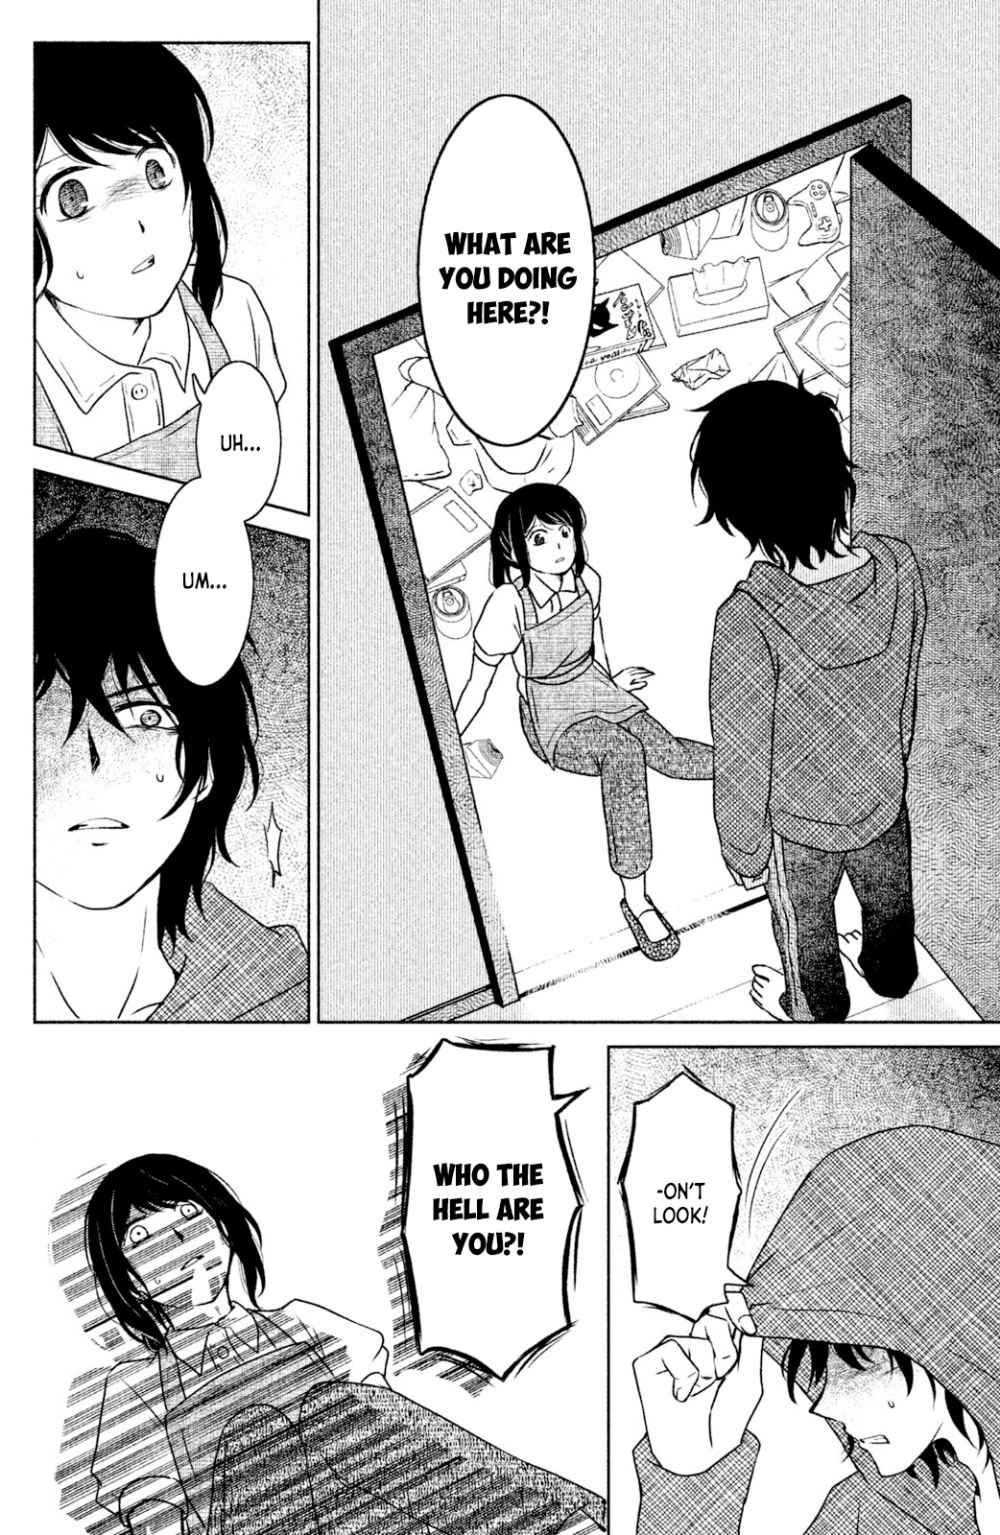 WHAT ARE
YOU DOING
HERE?!
UH...
UM...
-ON'T
LOOK!
WHO THE
HELL ARE
YOU?!